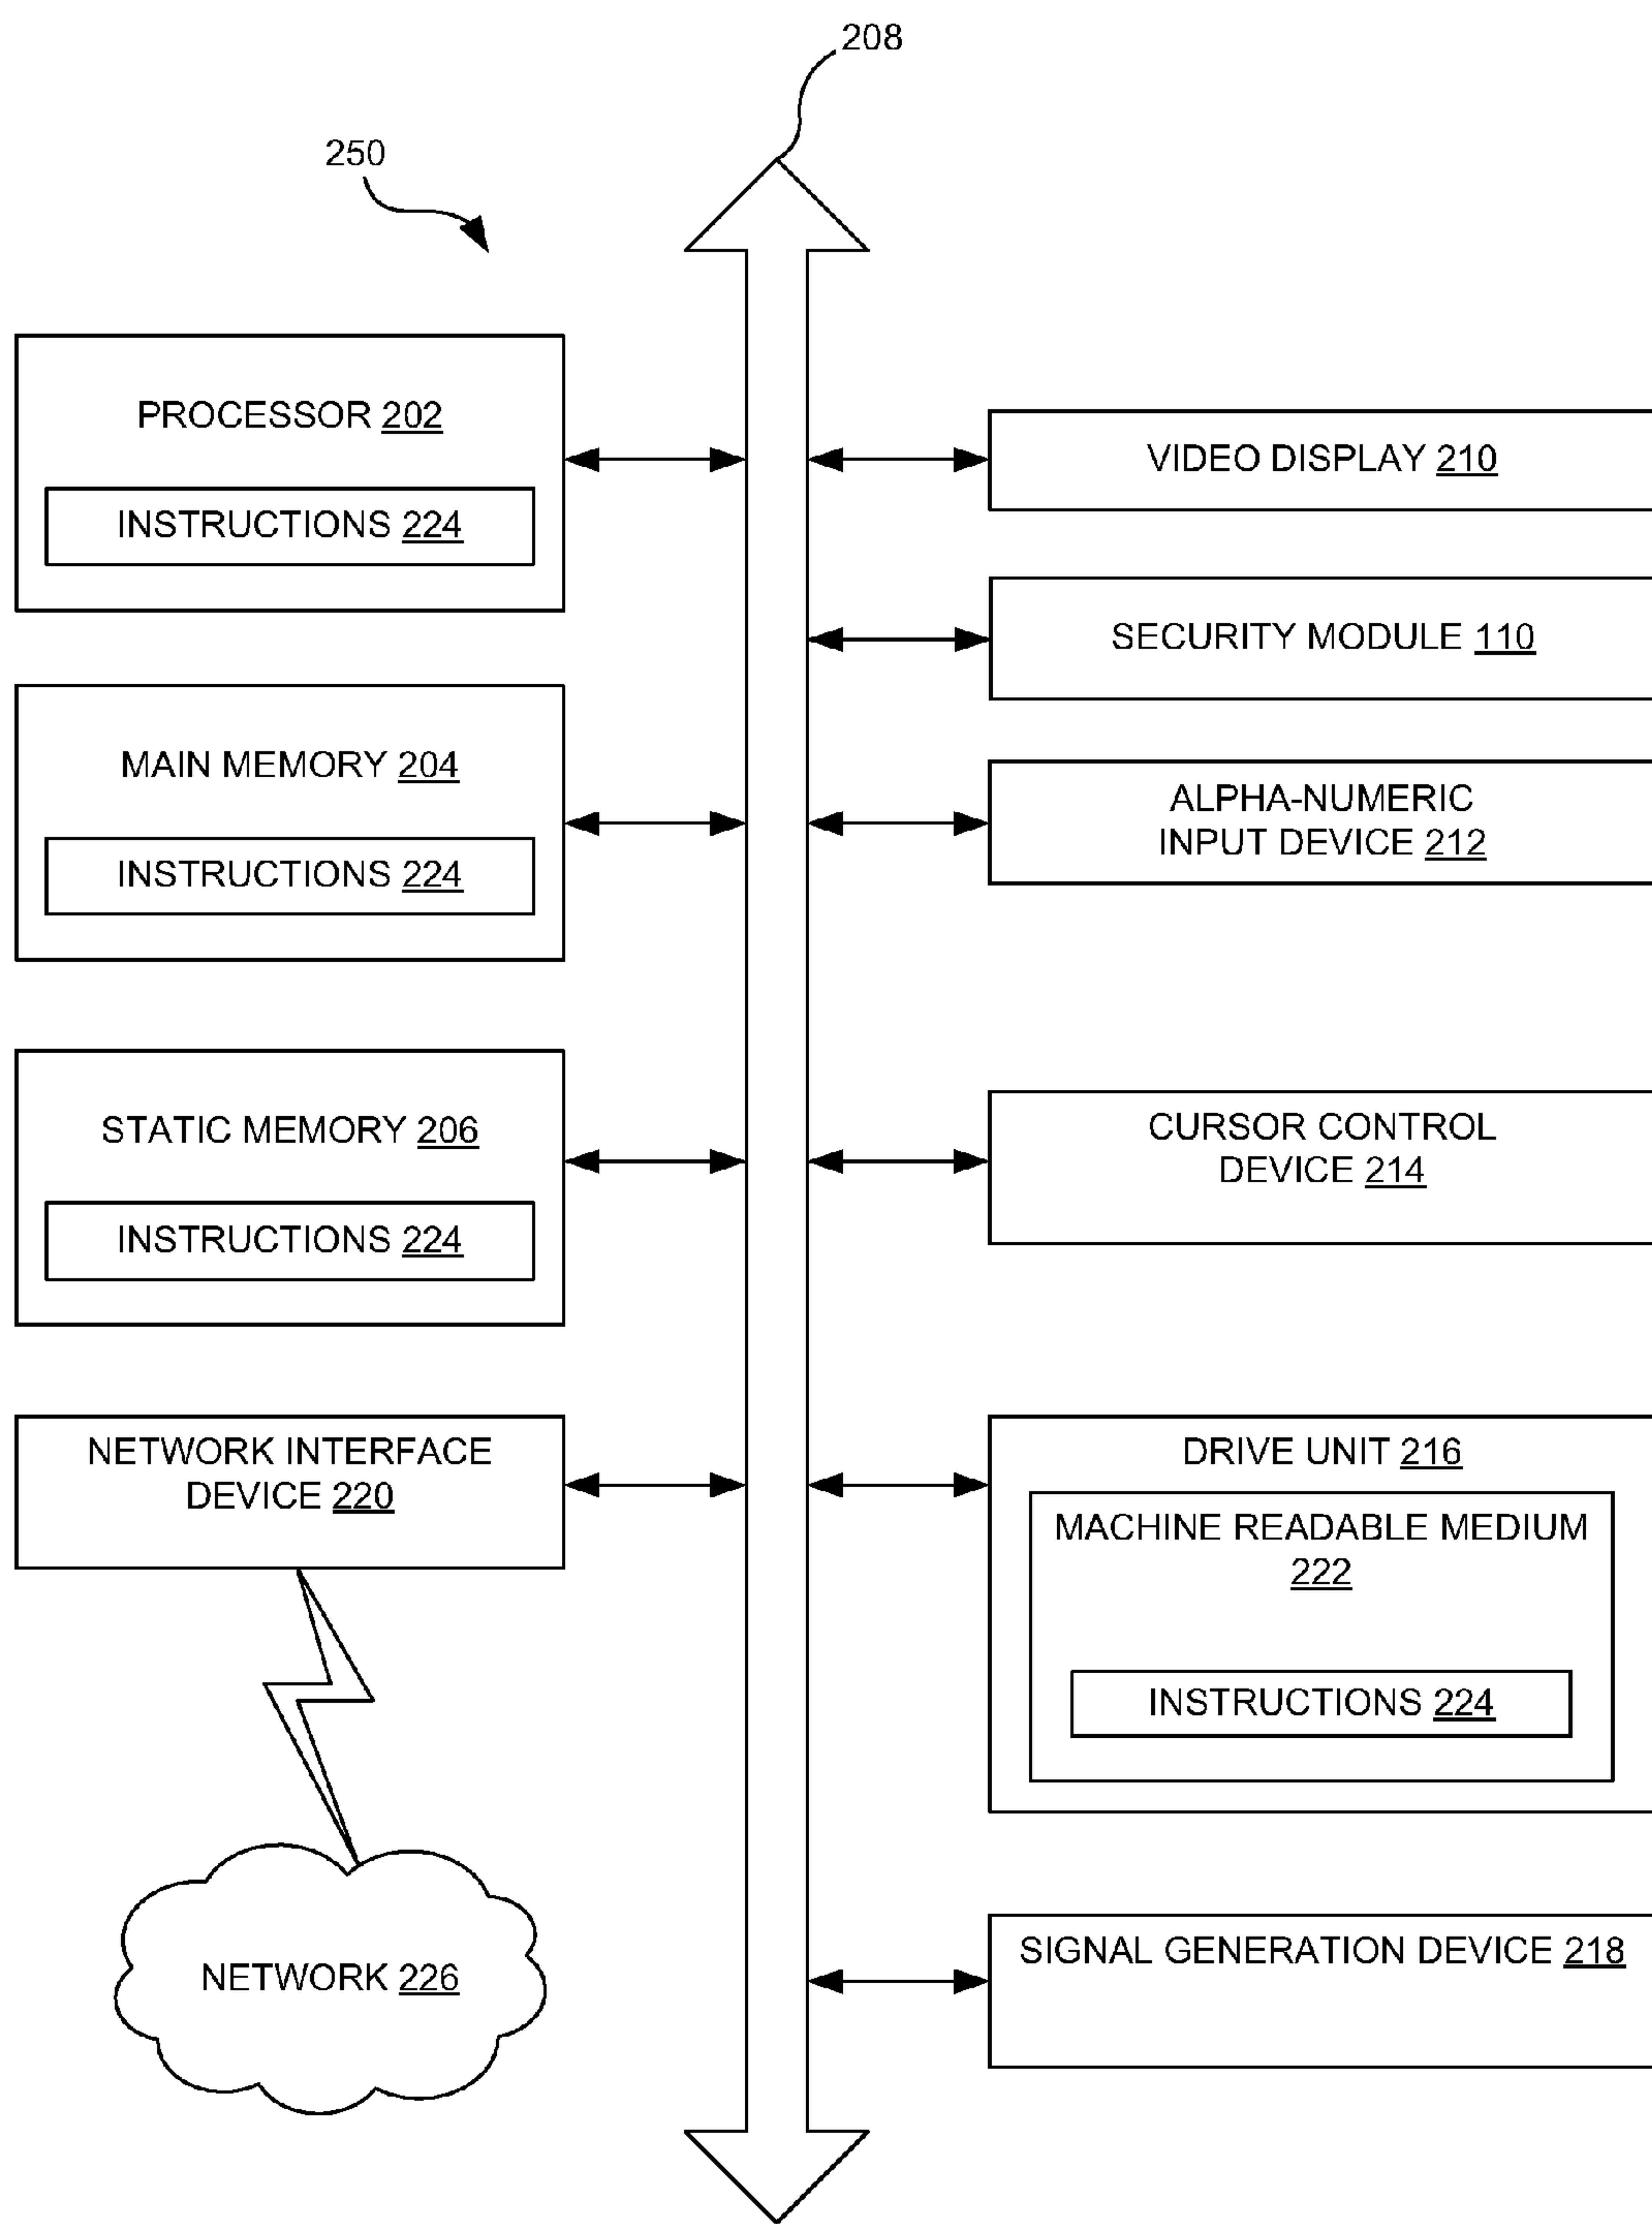 208
250
PROCESSOR 202
INSTRUCTIONS 224
MAIN MEMORY 204
INSTRUCTIONS 224
STATIC MEMORY 206
INSTRUCTIONS 224
NETWORK INTERFACE
DEVICE 220
NETWORK 226
VIDEO DISPLAY 210
SECURITY MODULE 110
ALPHA-NUMERIC
INPUT DEVICE 212
CURSOR CONTROL
DEVICE 214
DRIVE UNIT 216
MACHINE READABLE MEDIUM
222
INSTRUCTIONS 224
SIGNAL GENERATION DEVICE 218